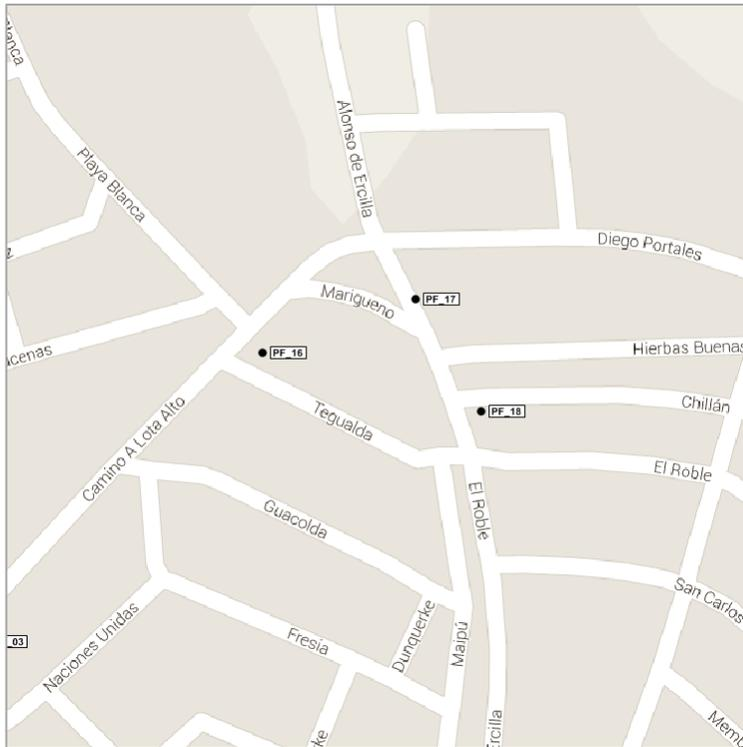 Alonso de Ercilla
Playa Blanca
Diego Portales
Marigueno
PF_17
Hierbas Buenas
PF_16
Chillán
PF_18
Tegualda
Camino A Lota Alto
El Roble
El Roble
Guacolda
San Carlos
Dunquerke
Naciones Unidas
Fresia
Maipú
_03